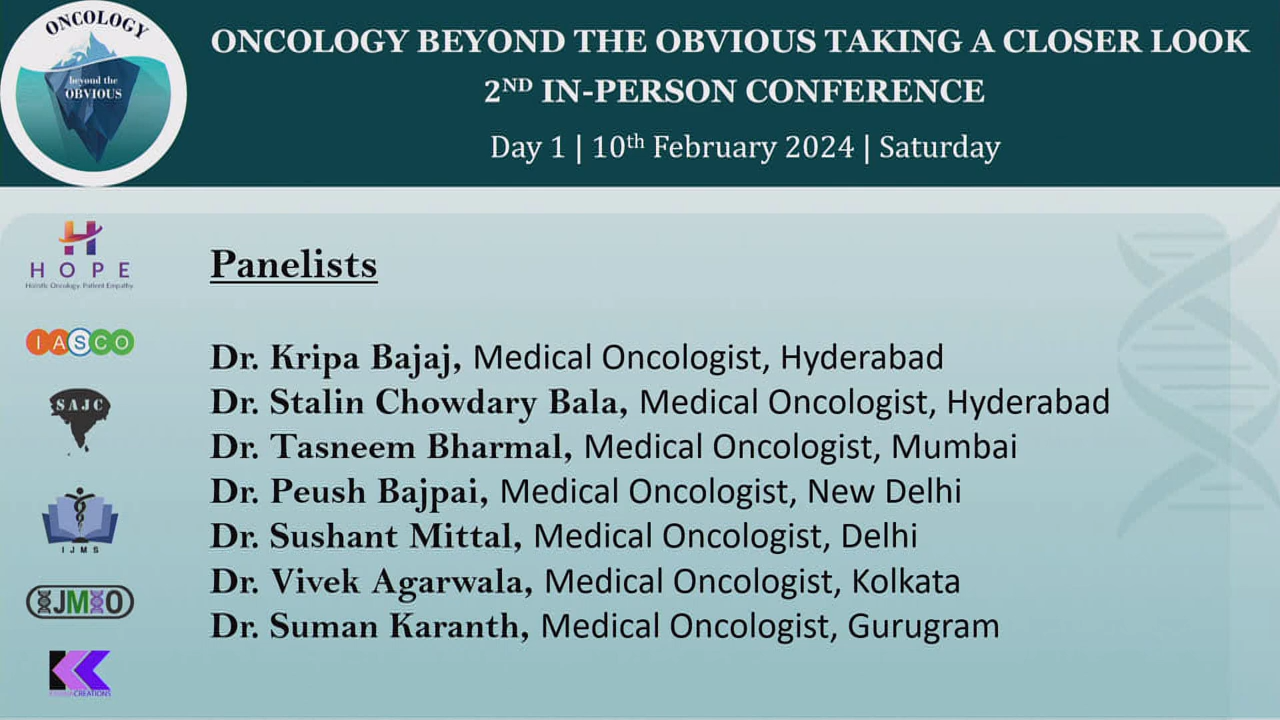 ONCOLOGY
beyond the
OBVIOUS
ONCOLOGY BEYOND THE OBVIOUS TAKING A CLOSER LOOK
2ND IN-PERSON CONFERENCE
Day 1 | 10th February 2024 | Saturday
HOPE
Holistic Oncology. Patient Empathy
IASCO
SAJC
IJMS
IJMIO
CREATIONS
Panelists
Dr. Kripa Bajaj, Medical Oncologist, Hyderabad
Dr. Stalin Chowdary Bala, Medical Oncologist, Hyderabad
Dr. Tasneem Bharmal, Medical Oncologist, Mumbai
Dr. Peush Bajpai, Medical Oncologist, New Delhi
Dr. Sushant Mittal, Medical Oncologist, Delhi
Dr. Vivek Agarwala, Medical Oncologist, Kolkata
Dr. Suman Karanth, Medical Oncologist, Gurugram